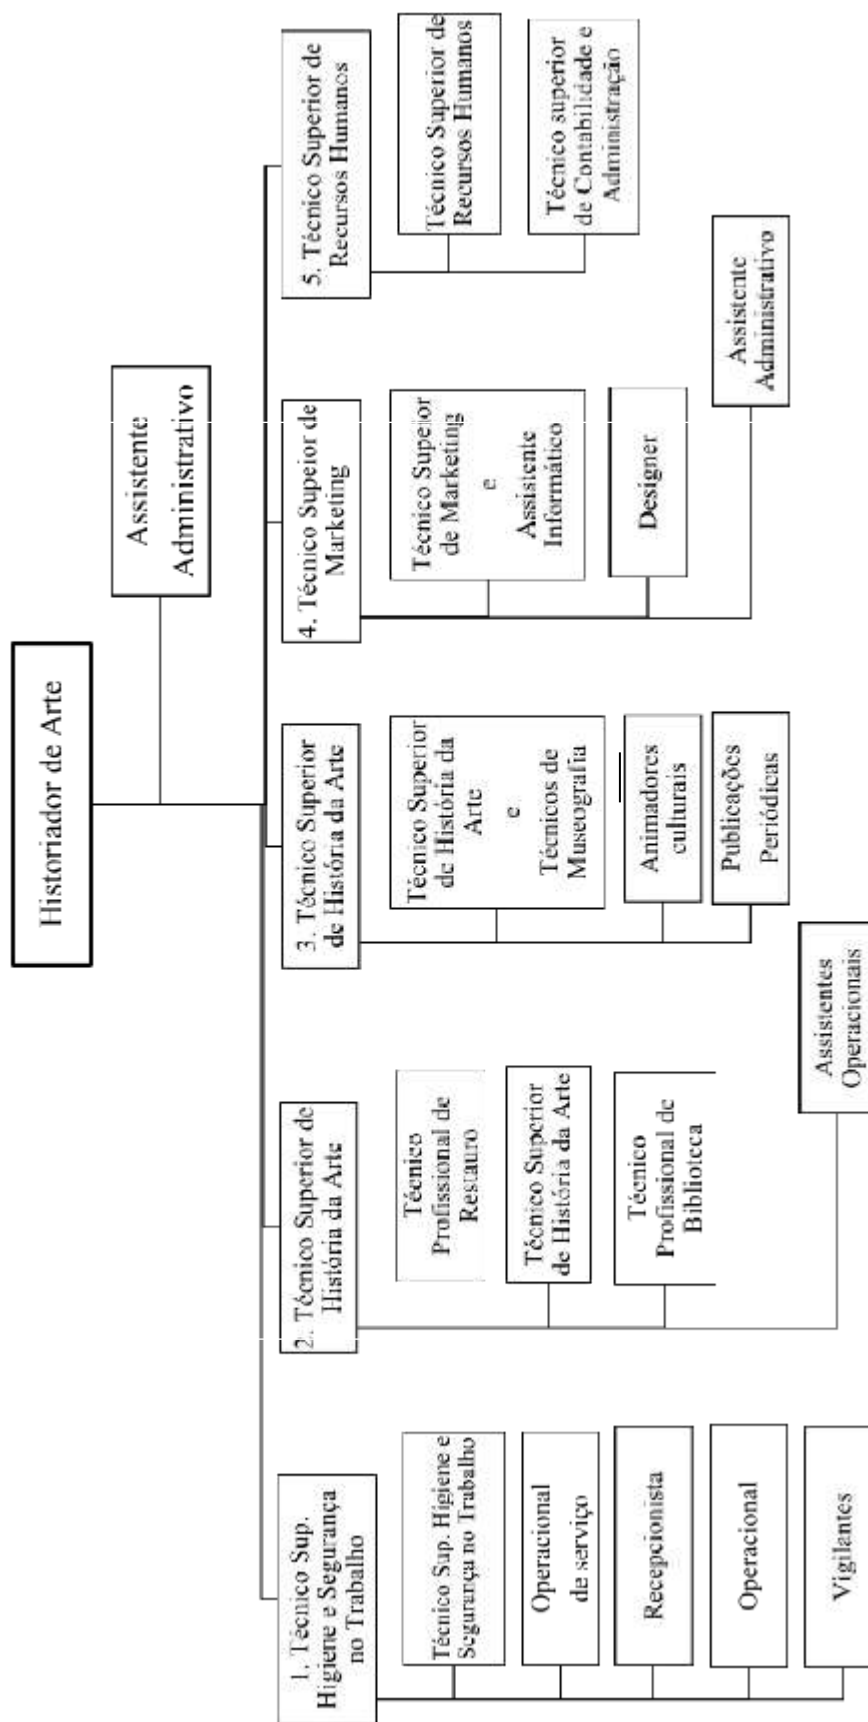 Historiador de Arte
Assistente
Administrativo
1. Técnico Sup.
Higiene e Segurança
no Trabalho
Técnico Sup. Higiene e
Segurança no Trabalho
Operacional
de serviço
Recepcionista
Operacional
Vigilantes
2. Técnico Superior de
História da Arte
Técnico
Profissional de
Restauro
Técnico Superior
de História da Arte
Técnico
Profissional de
Biblioteca
Assistentes
Operacionais
3. Técnico Superior
de História da Arte
Técnico Superior
de História da
Arte
e
Técnicos de
Museografia
Animadores
culturais
Publicações
Periódicas
4. Técnico Supeior de
Marketing
Técnico Supeior
de Marketing
e
Assistente
Informático
Designer
Assistente
Administrativo
5. Técnico Superior de
Recursos Humanos
Técnico Superior de
Recursos Humanos
Técnico superior
de Contabilidade e
Administração